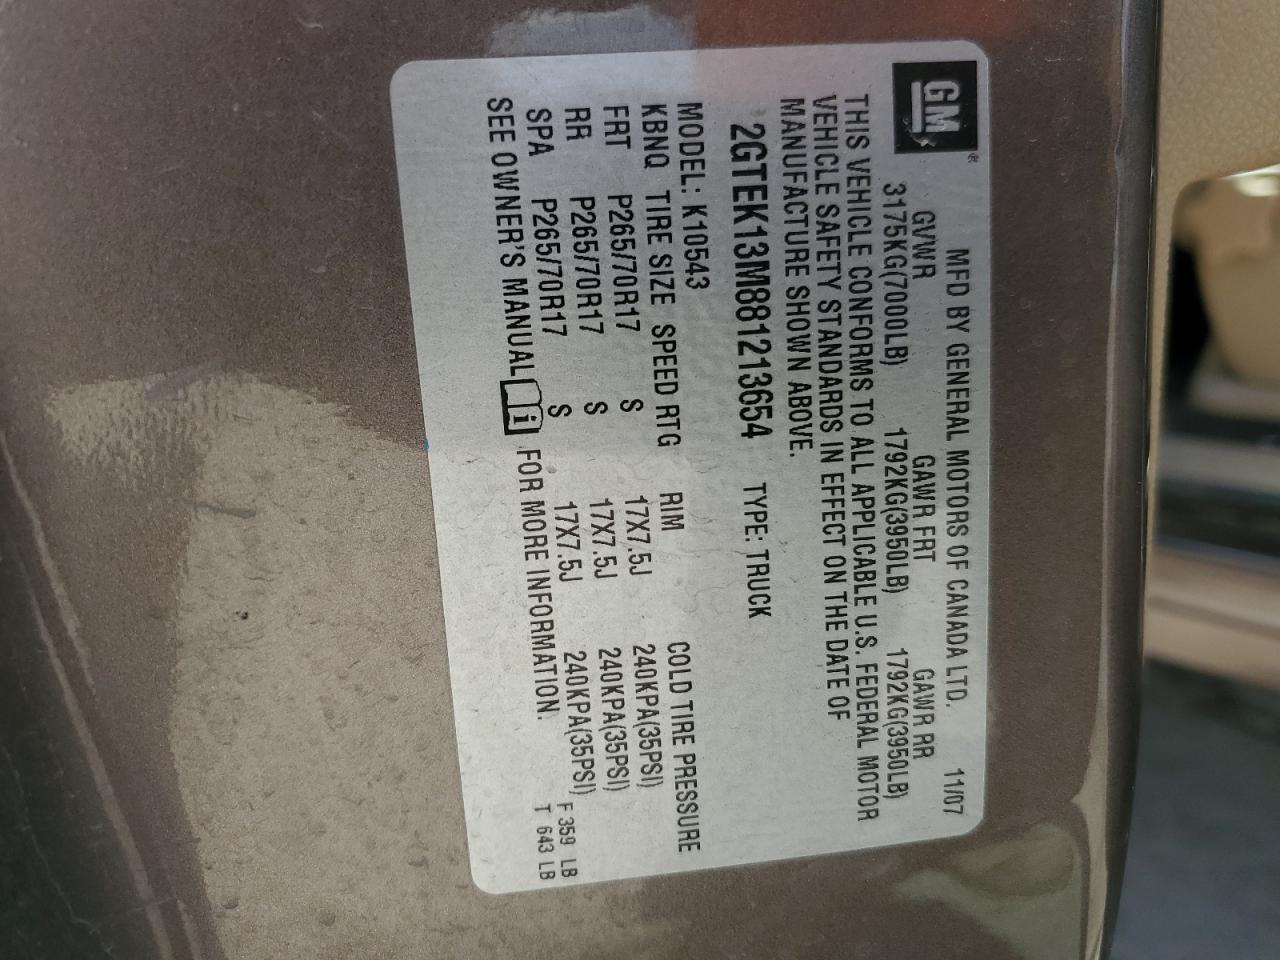 GM
MFD BY GENERAL MOTORS OF CANADA LTD. 11/07
GVWR GAWR FRT GAWR RR
3175KG(7000LB) 1792KG(3950LB) 1792KG(3950LB)
THIS VEHICLE CONFORMS TO ALL APPLICABLE U.S. FEDERAL MOTOR
VEHICLE SAFETY STANDARDS IN EFFECT ON THE DATE OF
MANUFACTURE SHOWN ABOVE.
2GTEK13M881213654 TYPE: TRUCK
MODEL: K10543
KBNQ TIRE SIZE SPEED RTG RIM COLD TIRE PRESSURE
FRT P265/70R17 S 17X7.5J 240KPA(35PSI)
RR P265/70R17 S 17X7.5J 240KPA(35PSI)
SPA P265/70R17 S 17X7.5J 240KPA(35PSI) F 359 LB
SEE OWNER'S MANUAL i FOR MORE INFORMATION. T 643 LB